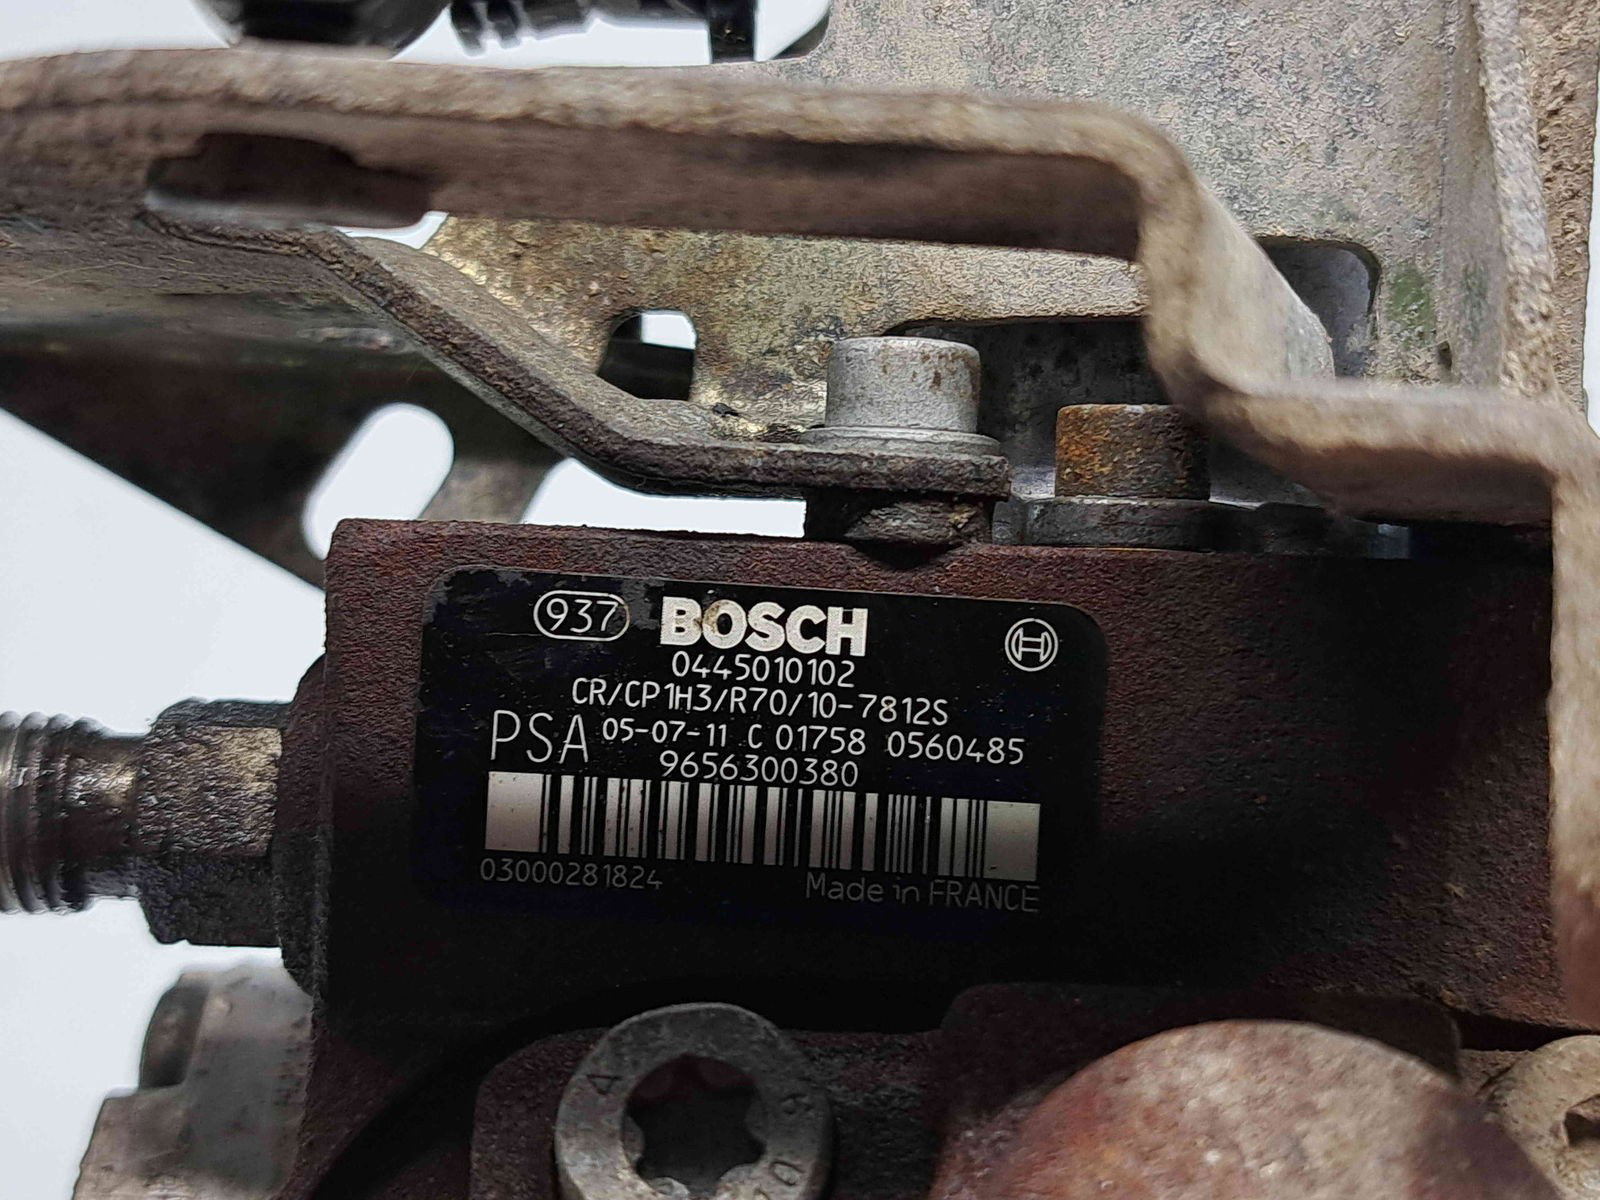 937 BOSCH
0445010102
CR/CP1H3/R70/10-7812S
PSA 05-07-11 C 01758 0560485
9656300380
03000281824 Made in FRANCE